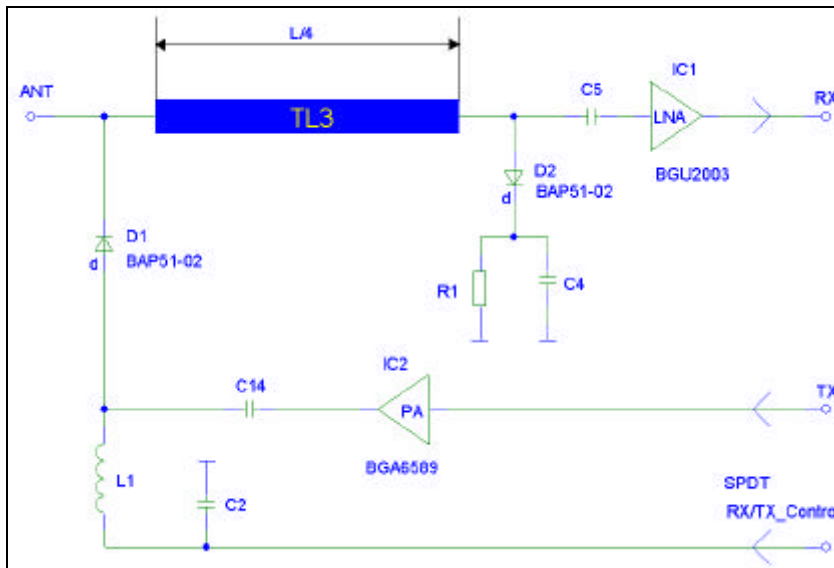 L/4
ANT
TL3
C5
IC1
LNA
RX
BGU2003
D2
BAP51-02
d
D1
BAP51-02
d
R1
C4
IC2
C14
PA
TX
BGA6589
L1
C2
SPDT
RX/TX_Contro